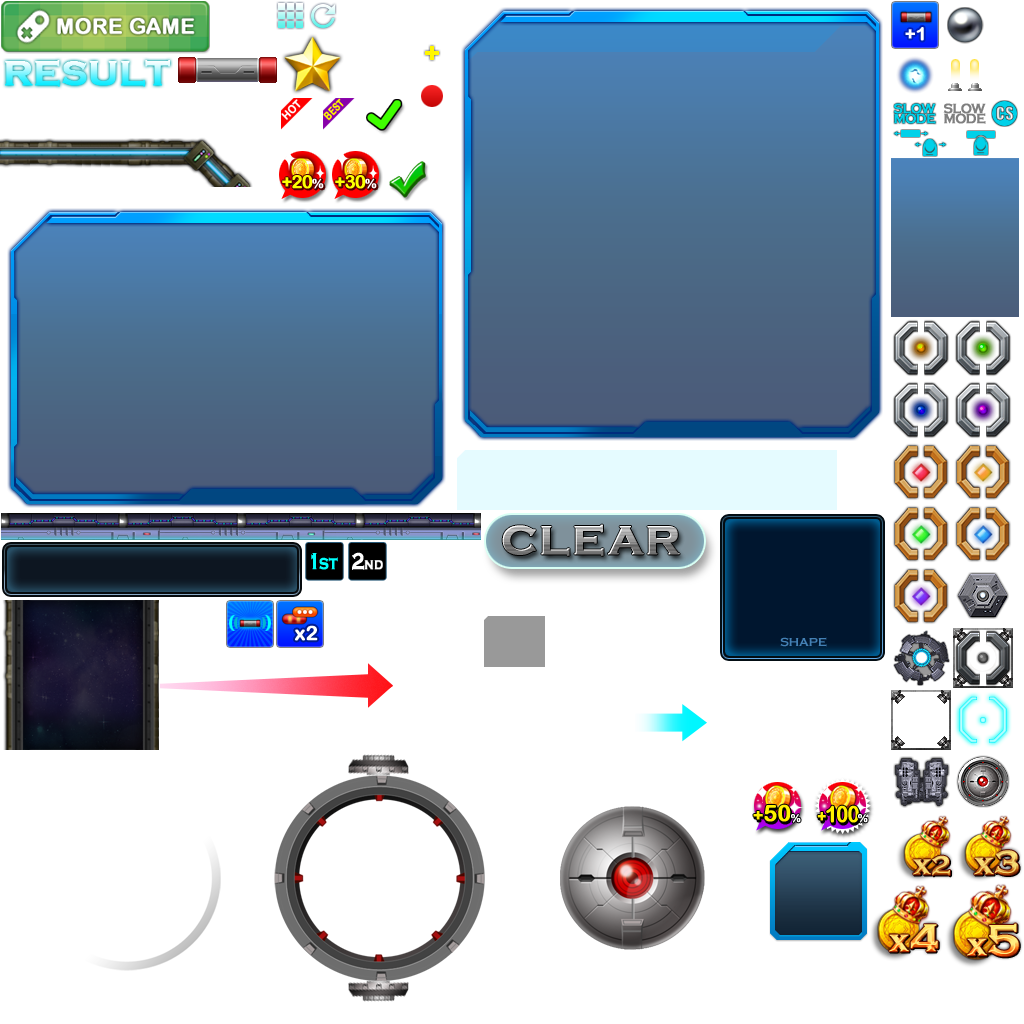 MORE GAME
+1
RESULT
HOT
BEST
SLOW
MODE
SLOW
MODE
CS
+20%
+30%
CLEAR
1ST
2ND
x2
SHAPE
+50%
+100%
x2
x3
x4
x5